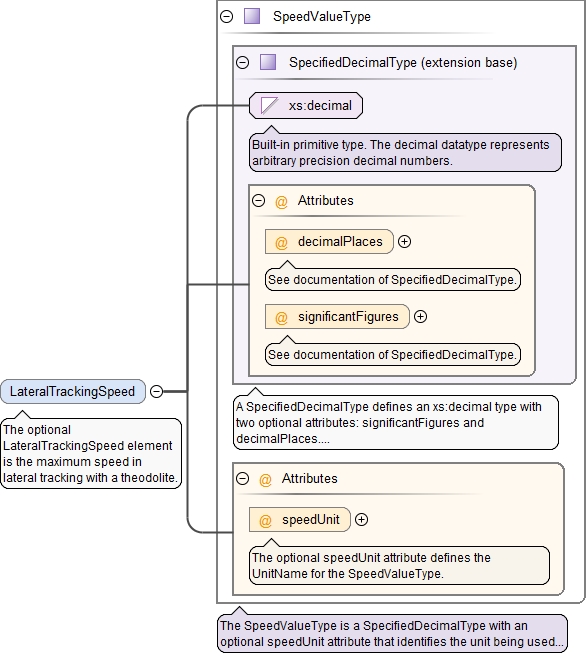 SpeedValueType
SpecifiedDecimalType (extension base)
xs:decimal
Built-in primitive type. The decimal datatype represents
arbitrary precision decimal numbers.
@ Attributes
@ decimalPlaces
See documentation of SpecifiedDecimalType.
@ significantFigures
See documentation of SpecifiedDecimalType.
LateralTrackingSpeed
The optional
LateralTrackingSpeed element
is the maximum speed in
lateral tracking with a theodolite.
A SpecifiedDecimalType defines an xs:decimal type with
two optional attributes: significantFigures and
decimalPlaces....
@ Attributes
@ speedUnit
The optional speedUnit attribute defines the
UnitName for the SpeedValueType.
The SpeedValueType is a SpecifiedDecimalType with an
optional speedUnit attribute that identifies the unit being used...